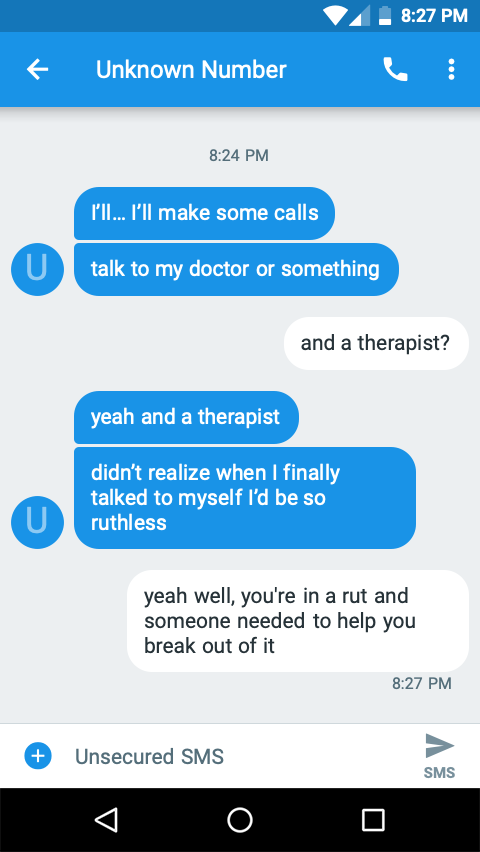 8:27 PM
Unknown Number
8:24 PM
I’ll... I’ll make some calls
U
talk to my doctor or something
and a therapist?
yeah and a therapist
didn’t realize when I finally
talked to myself I’d be so
ruthless
U
yeah well, you're in a rut and
someone needed to help you
break out of it
8:27 PM
Unsecured SMS
SMS